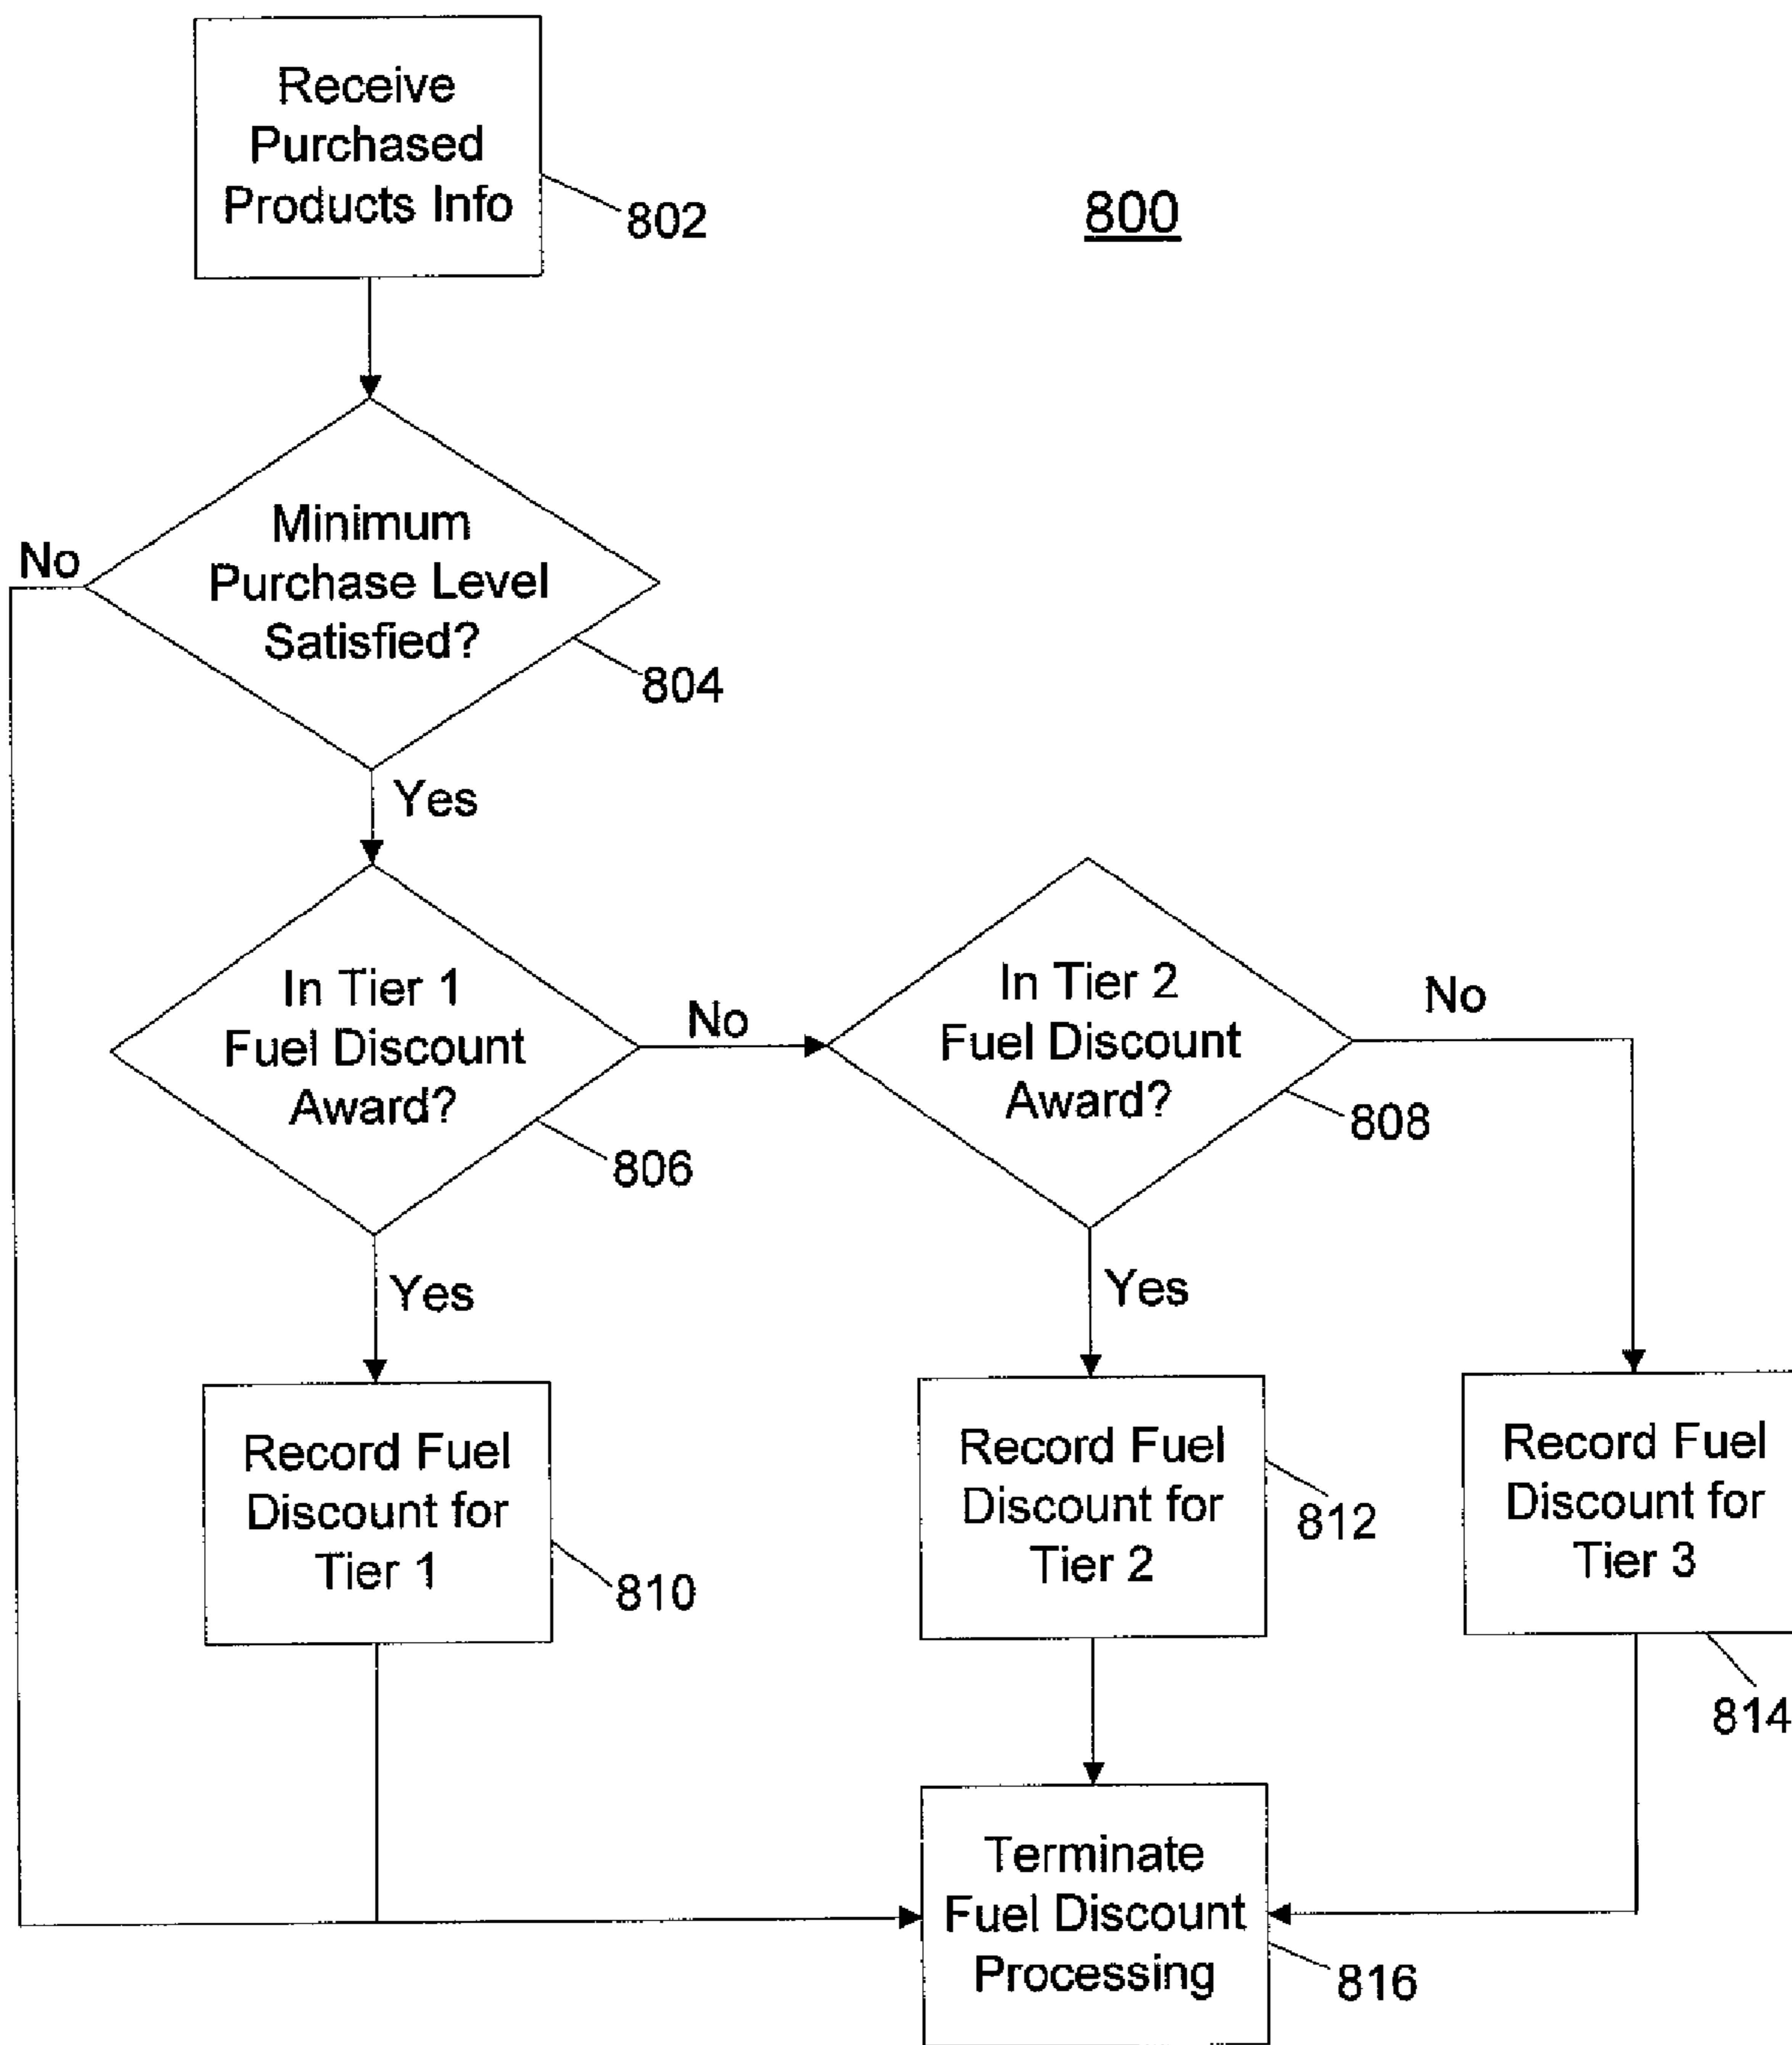 Receive
Purchased
Products Info
802
800
Minimum
Purchase Level
Satisfied?
804
No
Yes
In Tier 1
Fuel Discount
Award?
806
No
In Tier 2
Fuel Discount
Award?
808
No
Yes
Yes
Record Fuel
Discount for
Tier 1
810
Record Fuel
Discount for
Tier 2
812
Record Fuel
Discount for
Tier 3
814
Terminate
Fuel Discount
Processing
816